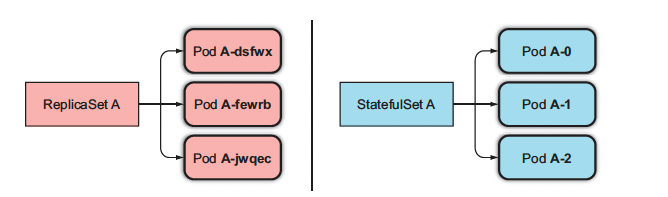 ReplicaSet A
Pod A-dsfwx
Pod A-fewrb
Pod A-jwqec
StatefulSet A
Pod A-0
Pod A-1
Pod A-2